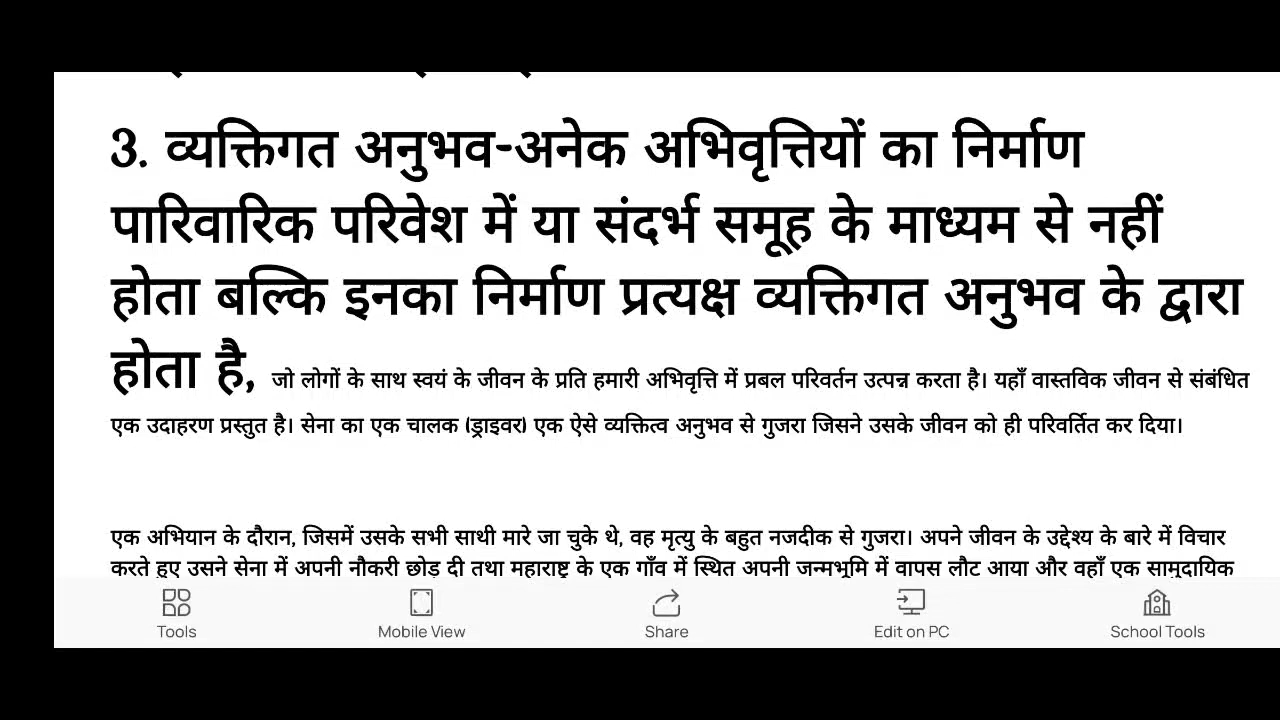 3. व्यक्तिगत अनुभव-अनेक अभिवृत्तियों का निर्माण
पारिवारिक परिवेश में या संदर्भ समूह के माध्यम से नहीं
होता बल्कि इनका निर्माण प्रत्यक्ष व्यक्तिगत अनुभव के द्वारा
होता है, जो लोगों के साथ स्वयं के जीवन के प्रति हमारी अभिवृत्ति में प्रबल परिवर्तन उत्पन्न करता है। यहाँ वास्तविक जीवन से संबंधित
एक उदाहरण प्रस्तुत है। सेना का एक चालक (ड्राइवर) एक ऐसे व्यक्तित्व अनुभव से गुजरा जिसने उसके जीवन को ही परिवर्तित कर दिया।
एक अभियान के दौरान, जिसमें उसके सभी साथी मारे जा चुके थे, वह मृत्यु के बहुत नजदीक से गुजरा। अपने जीवन के उद्देश्य के बारे में विचार
करते हुए उसने सेना में अपनी नौकरी छोड़ दी तथा महाराष्ट्र के एक गाँव में स्थित अपनी जन्मभूमि में वापस लौट आया और वहाँ एक सामुदायिक
Tools Mobile View Share Edit on PC School Tools